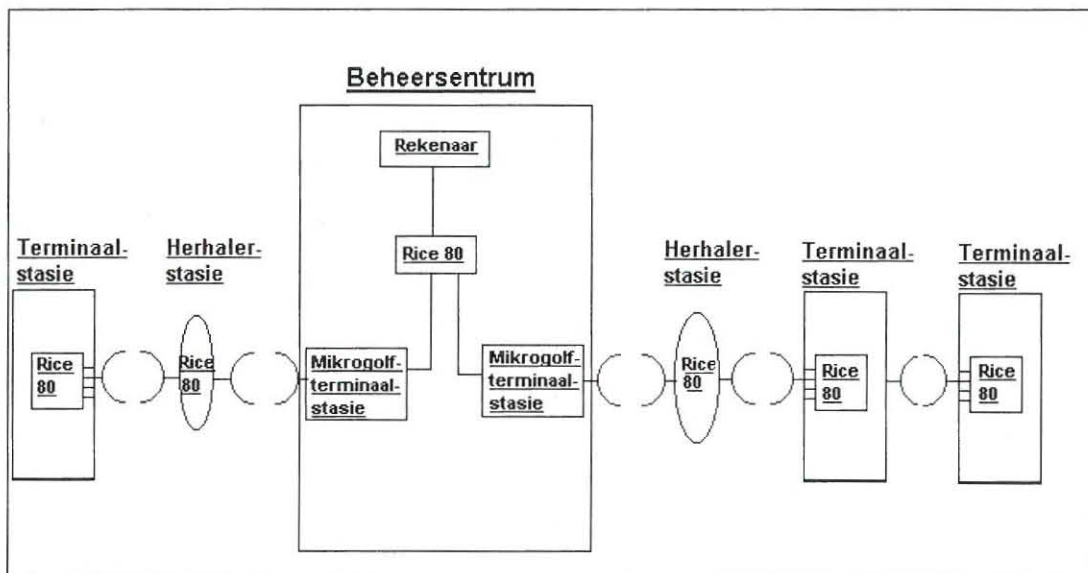 Beheersentrum
Rekenaar
Rice 80
Terminaal-
stasie
Herhaler-
stasie
Herhaler-
stasie
Terminaal-
stasie
Terminaal-
stasie
Rice
80
Rice
80
Mikrogolf-
terminaal-
stasie
Mikrogolf-
terminaal-
stasie
Rice
80
Rice
80
Rice
80